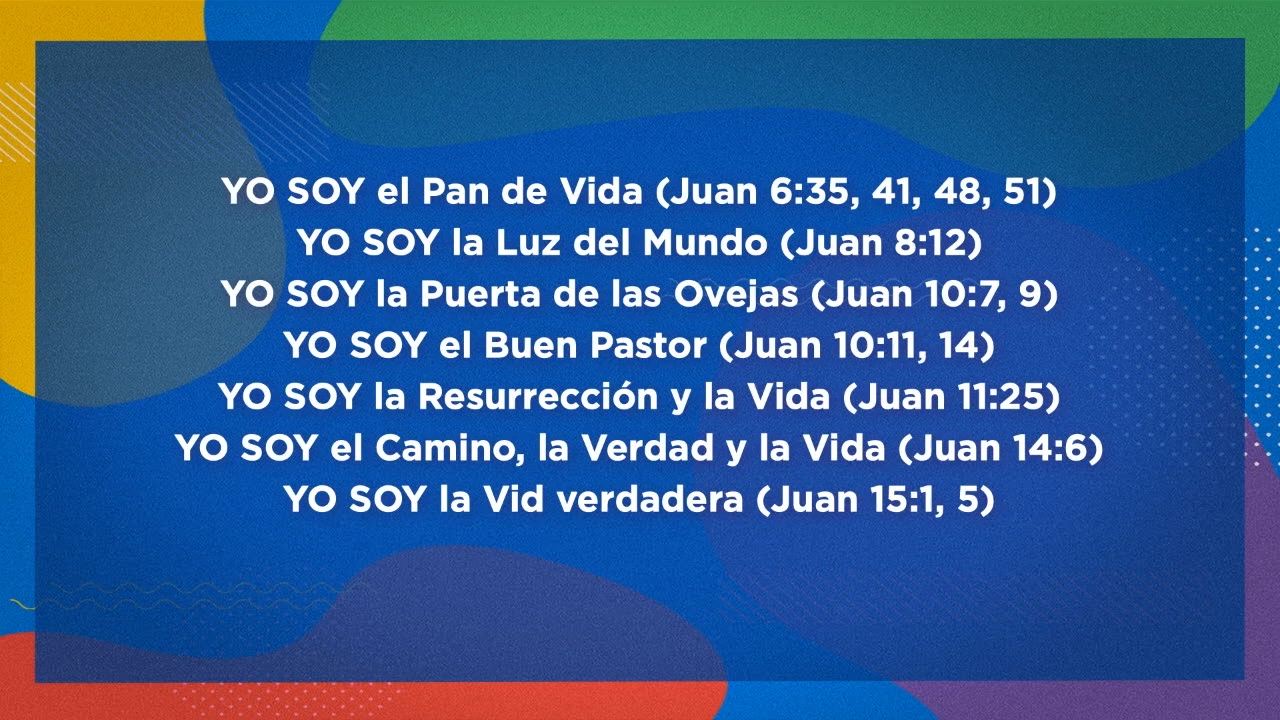 YO SOY el Pan de Vida (Juan 6:35, 41, 48, 51)
YO SOY la Luz del Mundo (Juan 8:12)
YO SOY la Puerta de las Ovejas (Juan 10:7, 9)
YO SOY el Buen Pastor (Juan 10:11, 14)
YO SOY la Resurrección y la Vida (Juan 11:25)
YO SOY el Camino, la Verdad y la Vida (Juan 14:6)
YO SOY la Vid verdadera (Juan 15:1, 5)